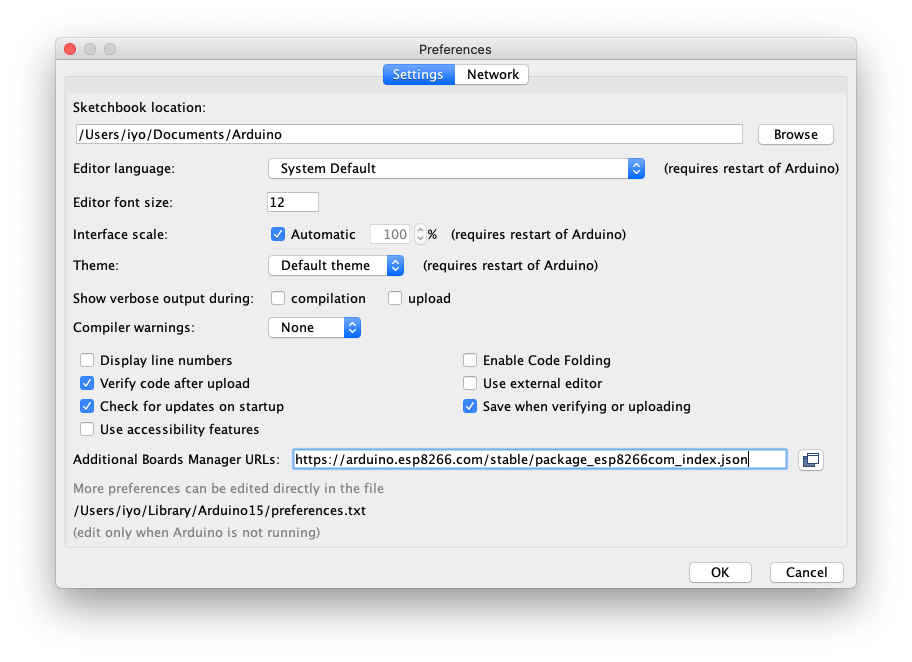 Preferences
Settings Network
Sketchbook location:
/Users/iyo/Documents/Arduino Browse
Editor language: System Default (requires restart of Arduino)
Editor font size: 12
Interface scale: Automatic 100 % (requires restart of Arduino)
Theme: Default theme (requires restart of Arduino)
Show verbose output during: compilation upload
Compiler warnings: None
Display line numbers Enable Code Folding
Verify code after upload Use external editor
Check for updates on startup Save when verifying or uploading
Use accessibility features
Additional Boards Manager URLs: https://arduino.esp8266.com/stable/package_esp8266com_index.json
More preferences can be edited directly in the file
/Users/iyo/Library/Arduino15/preferences.txt
(edit only when Arduino is not running)
OK Cancel